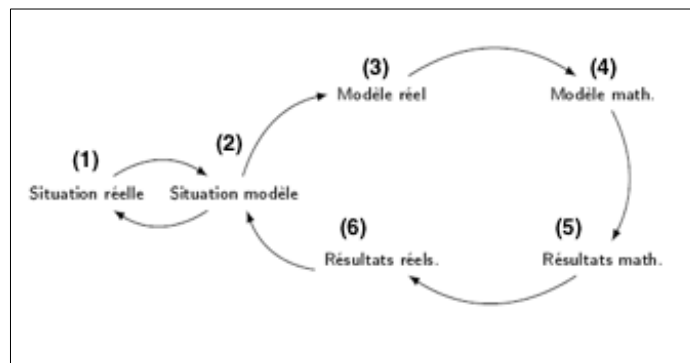 (1)
Situation réelle
(2)
Situation modèle
(3)
Modèle réel
(4)
Modèle math.
(5)
Résultats math.
(6)
Résultats réels.